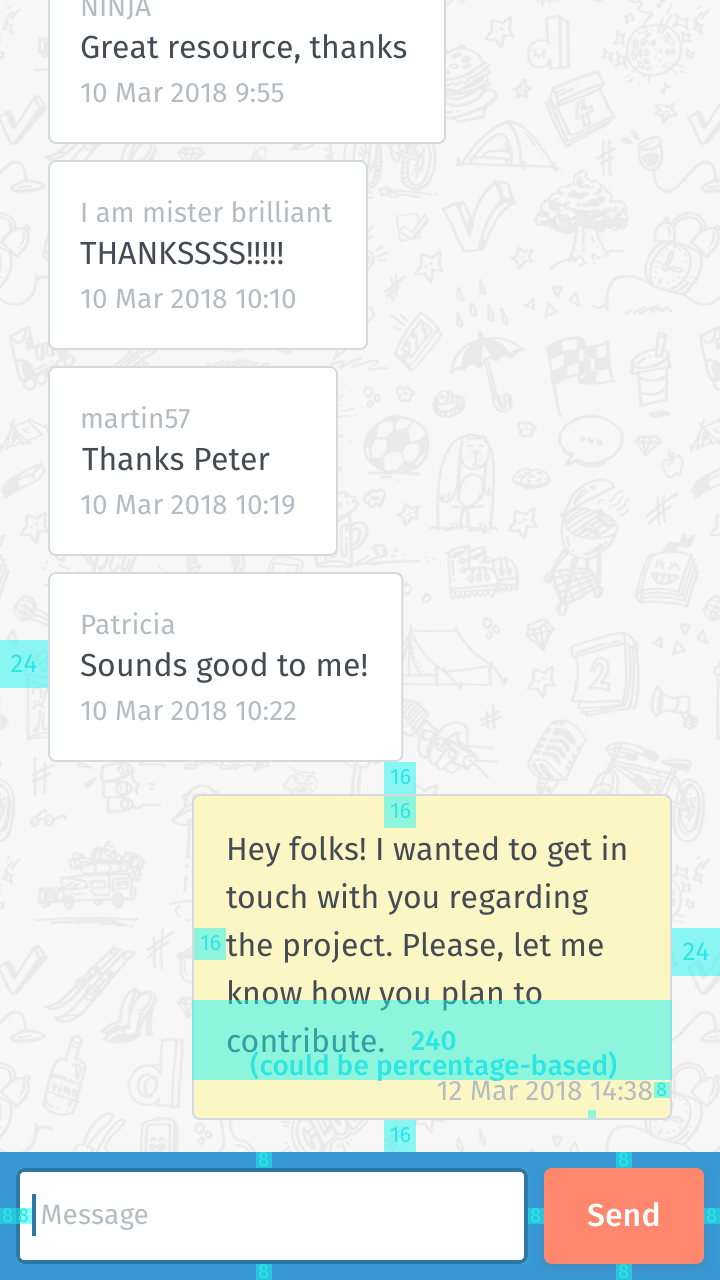 NINJA
Great resource, thanks
10 Mar 2018 9:55
I am mister brilliant
THANKSSSS!!!!!
10 Mar 2018 10:10
martin57
Thanks Peter
10 Mar 2018 10:19
Patricia
24
Sounds good to me!
10 Mar 2018 10:22
16
16
Hey folks! I wanted to get in
touch with you regarding
16 the project. Please, let me
24
know how you plan to
contribute. 240
(could be percentage-based)
12 Mar 2018 14:38 8
16
8 8
8 8 Message 8 Send 8
8 8